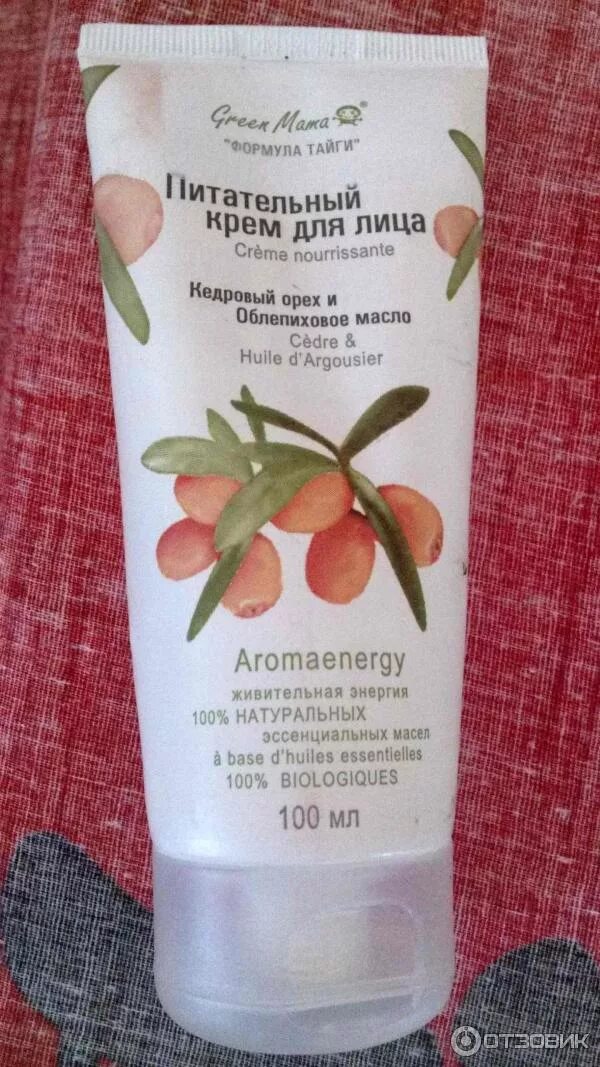 Green Mama ®
"ФОРМУЛА ТАЙГИ"
Питательный
крем для лица
Crème nourrissante
Кедровый орех и
Облепиховое масло
Cèdre &
Huile d'Argousier
Aromaenergy
живительная энергия
100% НАТУРАЛЬНЫХ
эссенциальных масел
à base d'huiles essentielles
100% BIOLOGIQUES
100 мл
ОТЗОВИК